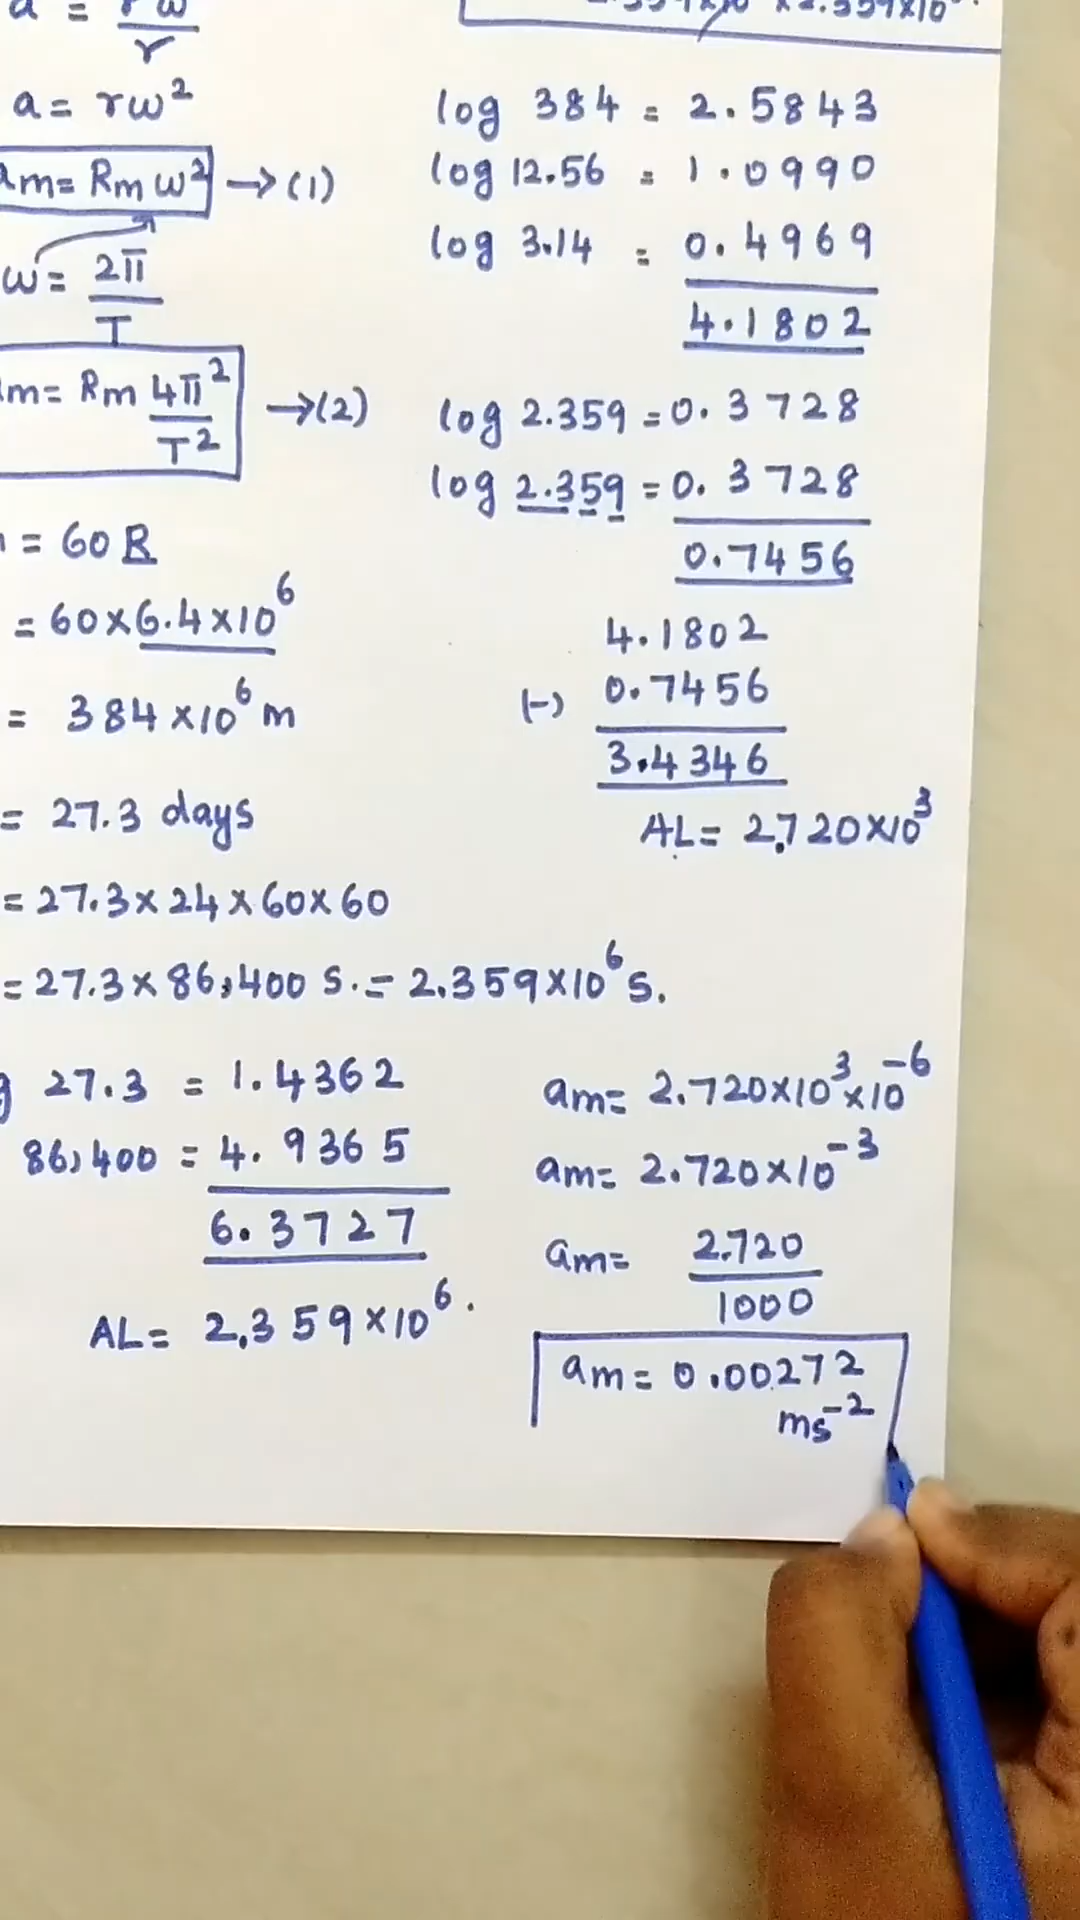 a = rω / r
a = rω²
am = Rm ω² → (1)
ω = 2π / T
m = Rm 4π² / T² → (2)
= 60 R
= 60 × 6.4 × 10⁶
= 384 × 10⁶ m
= 27.3 days
= 27.3 × 24 × 60 × 60
= 27.3 × 86,400 s. = 2.359 × 10⁶ s.
g 27.3 = 1.4362
86,400 = 4.9365
6.3727
AL = 2.359 × 10⁶.
× 2.359 × 10
log 384 = 2.5843
log 12.56 = 1.0990
log 3.14 = 0.4969
4.1802
log 2.359 = 0.3728
log 2.359 = 0.3728
0.7456
4.1802
(-) 0.7456
3.4346
AL = 2.720 × 10³
am = 2.720 × 10³ × 10⁻⁶
am = 2.720 × 10⁻³
am = 2.720 / 1000
am = 0.00272
ms⁻²